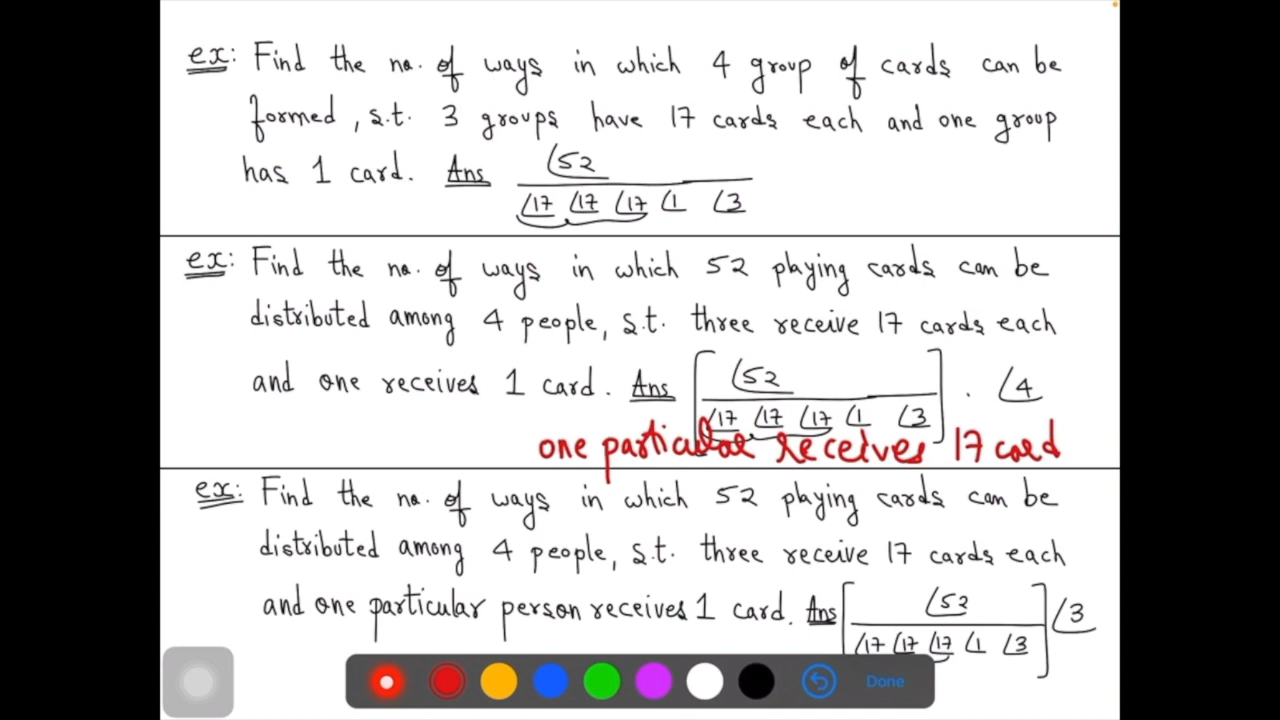 ex: Find the no. of ways in which 4 group of cards can be
formed, s.t. 3 groups have 17 cards each and one group
has 1 card. Ans ∠52 / ∠17 ∠17 ∠17 ∠1 ∠3
ex: Find the no. of ways in which 52 playing cards can be
distributed among 4 people, s.t. three receive 17 cards each
and one receives 1 card. Ans [∠52 / ∠17 ∠17 ∠17 ∠1 ∠3] . ∠4
one particular receives 17 card
ex: Find the no. of ways in which 52 playing cards can be
distributed among 4 people, s.t. three receive 17 cards each
and one particular person receives 1 card. Ans [∠52 / ∠17 ∠17 ∠17 ∠1 ∠3] ∠3
Done